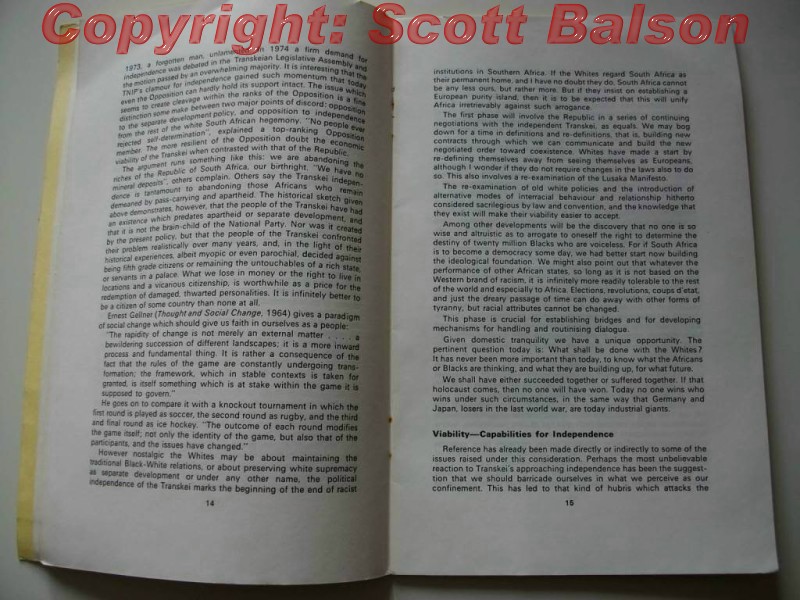 Copyright: Scott Balson
1973, a forgotten man, unlamented. In 1974 a firm demand for
independence was debated in the Transkeian Legislative Assembly and
the motion passed by an overwhelming majority. It is interesting that the
TNIP's clamour for independence gained such momentum that today
even the Opposition can hardly hold its support intact. The issue which
seems to create cleavage within the ranks of the Opposition is a fine
distinction some make between two major points of discord: opposition
to the separate development policy, and opposition to independence
from the rest of the white South African hegemony. "No people ever
rejected self-determination", explained a top-ranking Opposition
member. The more resilient of the Opposition doubt the economic
viability of the Transkei when contrasted with that of the Republic.
The argument runs something like this: we are abandoning the
riches of the Republic of South Africa, our birthright. "We have no
mineral deposits", others complain. Others say the Transkei indepen-
dence is tantamount to abandoning those Africans who remain
demeaned by pass-carrying and apartheid. The historical sketch given
above demonstrates, however, that the people of the Transkei have had
an existence which predates apartheid or separate development, and
that it is not the brain-child of the National Party. Nor was it created
by the present policy, but that the people of the Transkei confronted
their problem realistically over many years, and, in the light of their
historical experiences, albeit myopic or even parochial, decided against
being fifth grade citizens or remaining the untouchables of a rich state,
or servants in a palace. What we lose in money or the right to live in
locations and a vicarious citizenship, is worthwhile as a price for the
redemption of damaged, thwarted personalities. It is infinitely better to
be a citizen of some country than none at all.
Ernest Gellner (Thought and Social Change, 1964) gives a paradigm
of social change which should give us faith in ourselves as a people:
"The rapidity of change is not merely an external matter . . . . a
bewildering succession of different landscapes; it is a more inward
process and fundamental thing. It is rather a consequence of the
fact that the rules of the game are constantly undergoing trans-
formation; the framework, which in stable contexts is taken for
granted, is itself something which is at stake within the game it is
supposed to govern."
He goes on to compare it with a knockout tournament in which the
first round is played as soccer, the second round as rugby, and the third
and final round as ice hockey. "The outcome of each round modifies
the game itself; not only the identity of the game, but also that of the
participants, and the issues have changed."
However nostalgic the Whites may be about maintaining the
traditional Black-White relations, or about preserving white supremacy
as separate development or under any other name, the political
independence of the Transkei marks the beginning of the end of racist
14
institutions in Southern Africa. If the Whites regard South Africa as
their permanent home, and I have no doubt they do, South Africa cannot
be any less ours, but rather more. But if they insist on establishing a
European purity island, then it is to be expected that this will unify
Africa irretrievably against such arrogance.
The first phase will involve the Republic in a series of continuing
negotiations with the independent Transkei, as equals. We may bog
down for a time in definitions and re-definitions, that is, building new
contracts through which we can communicate and build the new
negotiated order toward coexistence. Whites have made a start by
re-defining themselves away from seeing themselves as Europeans,
although I wonder if they do not require changes in the laws also to do
so. This also involves a re-examination of the Lusaka Manifesto.
The re-examination of old white policies and the introduction of
alternative modes of interracial behaviour and relationship hitherto
considered sacrilegious by law and convention, and the knowledge that
they exist will make their viability easier to accept.
Among other developments will be the discovery that no one is so
wise and altruistic as to arrogate to oneself the right to determine the
destiny of twenty million Blacks who are voiceless. For if South Africa
is to become a democracy some day, we had better start now building
the ideological foundation. We might also point out that whatever the
performance of other African states, so long as it is not based on the
Western brand of racism, it is infinitely more readily tolerable to the rest
of the world and especially to Africa. Elections, revolutions, coups d'etat,
and just the dreary passage of time can do away with other forms of
tyranny, but racial attributes cannot be changed.
This phase is crucial for establishing bridges and for developing
mechanisms for handling and routinising dialogue.
Given domestic tranquility we have a unique opportunity. The
pertinent question today is: What shall be done with the Whites?
It has never been more important than today, to know what the Africans
or Blacks are thinking, and what they are building up, for what future.
We shall have either succeeded together or suffered together. If that
holocaust comes, then no one will have won. Today no one wins who
wins under such circumstances, in the same way that Germany and
Japan, losers in the last world war, are today industrial giants.
Viability—Capabilities for Independence
Reference has already been made directly or indirectly to some of the
issues raised under this consideration. Perhaps the most unbelievable
reaction to Transkei's approaching independence has been the sugges-
tion that we should barricade ourselves in what we perceive as our
confinement. This has led to that kind of hubris which attacks the
15